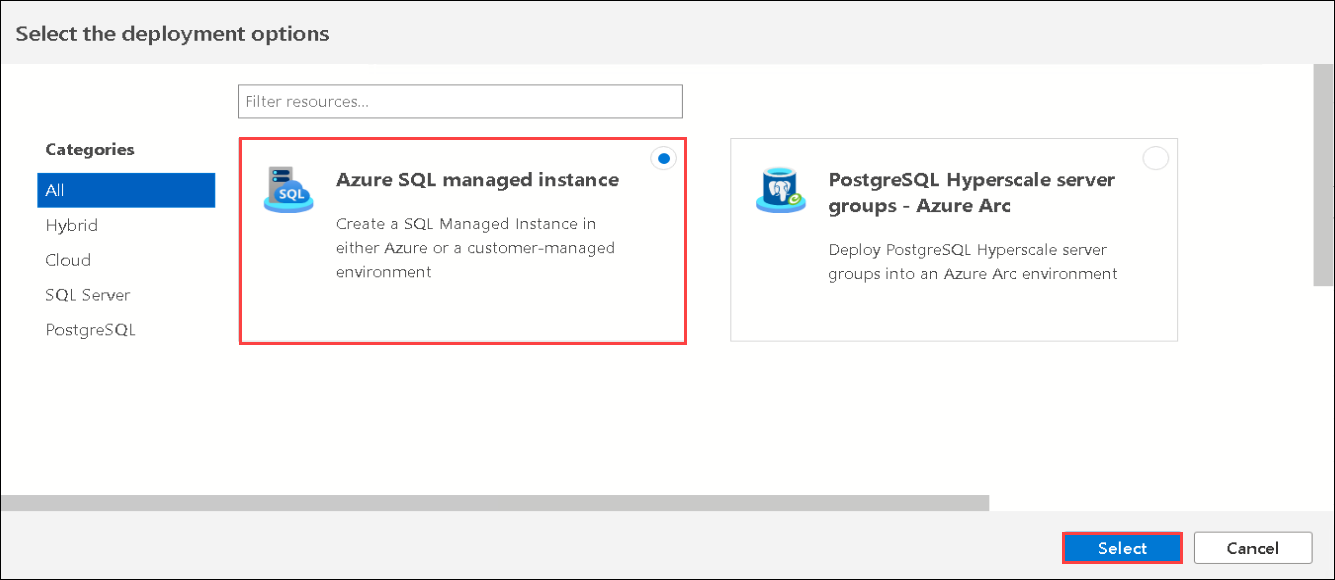 Select the deployment options
Filter resources...
Categories
All
Hybrid
Cloud
SQL Server
PostgreSQL
SQL
Azure SQL managed instance
Create a SQL Managed Instance in
either Azure or a customer-managed
environment
PostgreSQL Hyperscale server
groups - Azure Arc
Deploy PostgreSQL Hyperscale server
groups into an Azure Arc environment
Select
Cancel